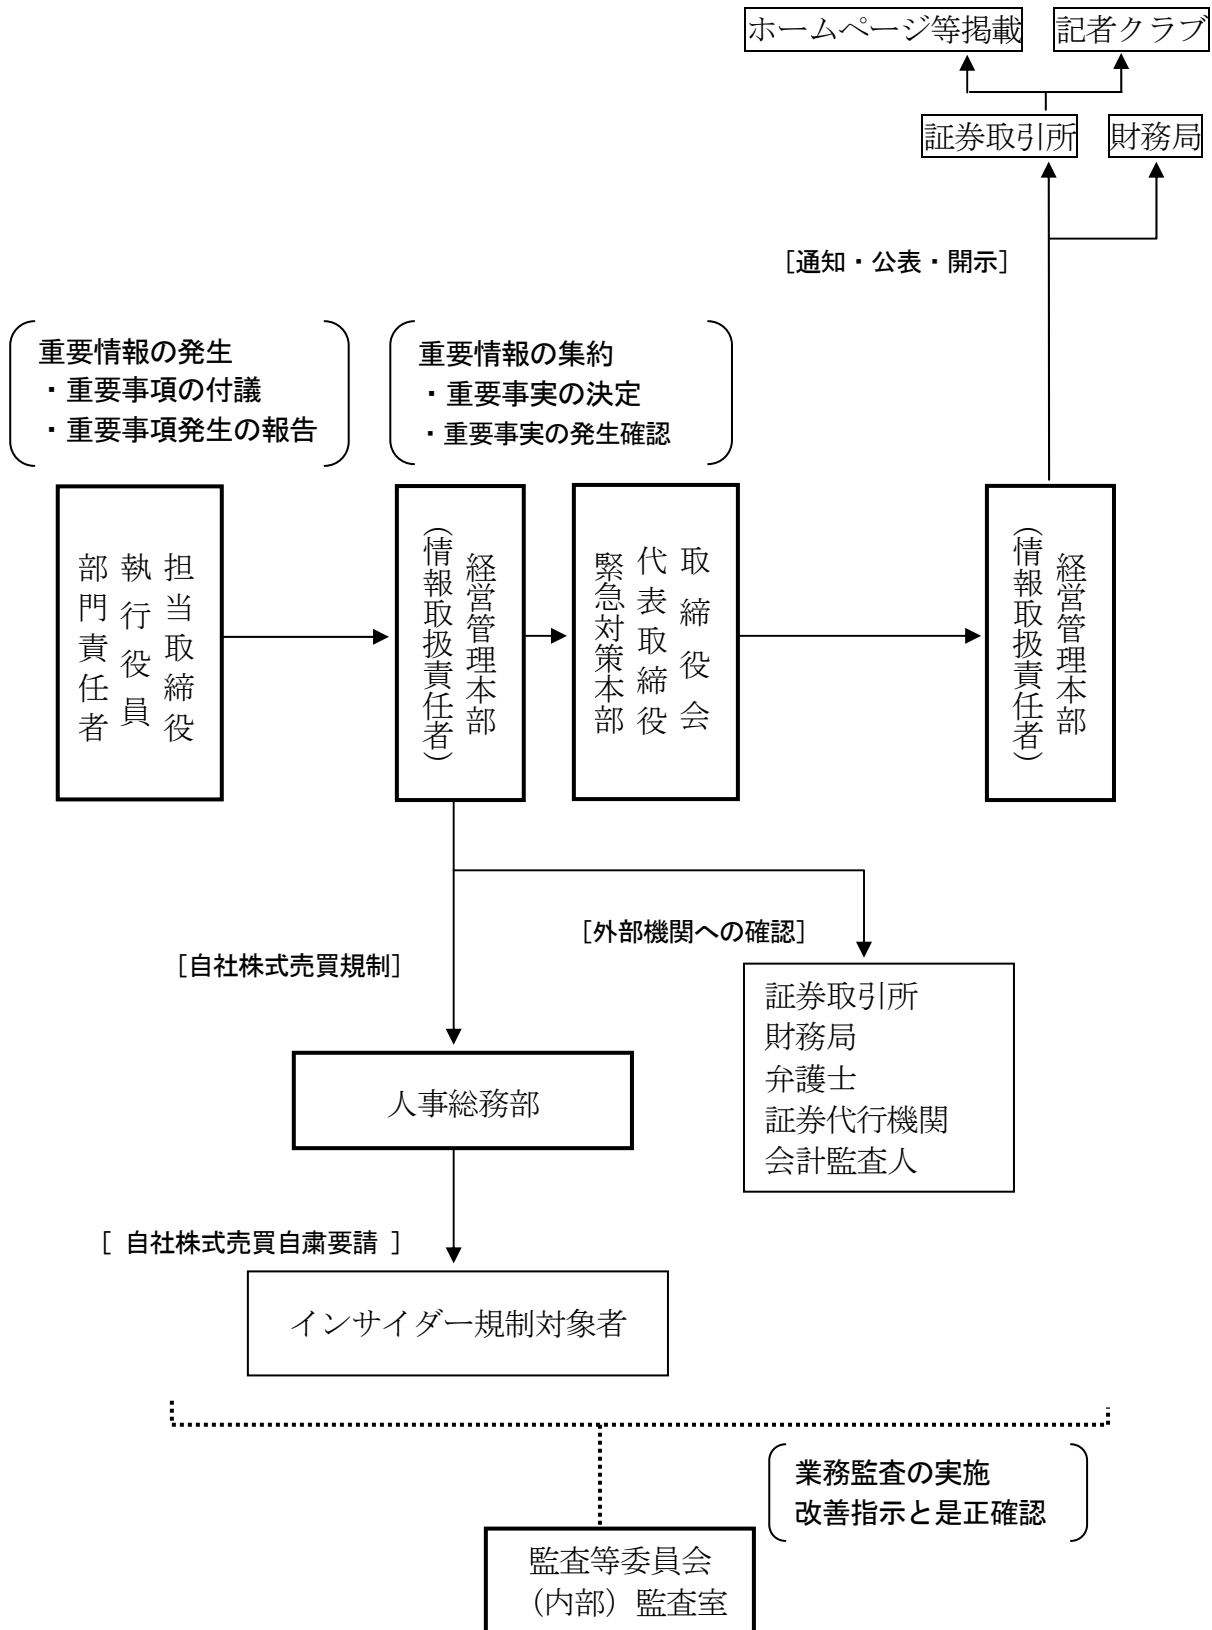 ホームページ等掲載
記者クラブ
証券取引所
財務局
［通知・公表・開示］
重要情報の発生
・重要事項の付議
・重要事項発生の報告
重要情報の集約
・重要事実の決定
・重要事実の発生確認
担当取締役
執行役員
部門責任者
経営管理本部
（情報取扱責任者）
取締役会
代表取締役
緊急対策本部
経営管理本部
（情報取扱責任者）
［外部機関への確認］
［自社株式売買規制］
証券取引所
財務局
弁護士
証券代行機関
会計監査人
人事総務部
［ 自社株式売買自粛要請 ］
インサイダー規制対象者
業務監査の実施
改善指示と是正確認
監査等委員会
（内部）監査室